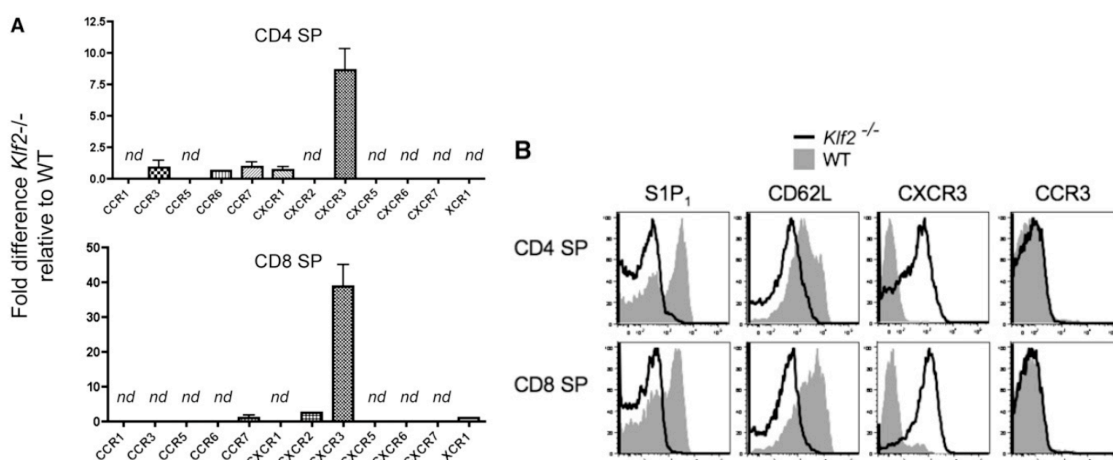 A
CD4 SP
Fold difference Klf2-/-
relative to WT
12.5
10.0
7.5
5.0
2.5
0.0
nd nd nd nd nd nd nd
CCR1 CCR3 CCR5 CCR6 CCR7 CXCR1 CXCR2 CXCR3 CXCR5 CXCR6 CXCR7 XCR1
CD8 SP
50
40
30
20
10
0
nd nd nd nd nd nd nd nd
CCR1 CCR3 CCR5 CCR6 CCR7 CXCR1 CXCR2 CXCR3 CXCR5 CXCR6 CXCR7 XCR1
B
Klf2 -/-
WT
S1P1 CD62L CXCR3 CCR3
CD4 SP
CD8 SP